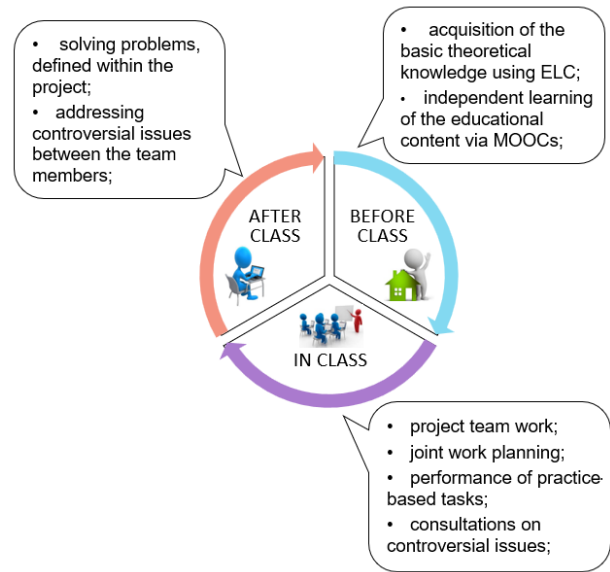 • solving problems,
defined within the
project;
• addressing
controversial issues
between the team
members;
• acquisition of the
basic theoretical
knowledge using ELC;
• independent learning
of the educational
content via MOOCs;
AFTER
CLASS
BEFORE
CLASS
IN CLASS
• project team work;
• joint work planning;
• performance of practice-
based tasks;
• consultations on
controversial issues;